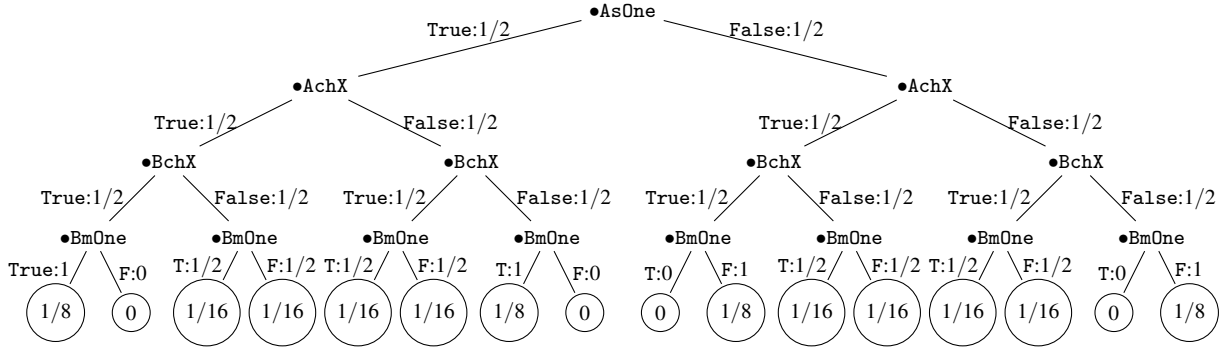 •AsOne
True:1/2 False:1/2
•AchX •AchX
True:1/2 False:1/2 True:1/2 False:1/2
•BchX •BchX •BchX •BchX
True:1/2 False:1/2 True:1/2 False:1/2 True:1/2 False:1/2 True:1/2 False:1/2
•BmOne •BmOne •BmOne •BmOne •BmOne •BmOne •BmOne •BmOne
True:1 F:0 T:1/2 F:1/2 T:1/2 F:1/2 T:1 F:0 T:0 F:1 T:1/2 F:1/2 T:1/2 F:1/2 T:0 F:1
1/8 0 1/16 1/16 1/16 1/16 1/8 0 0 1/8 1/16 1/16 1/16 1/16 0 1/8